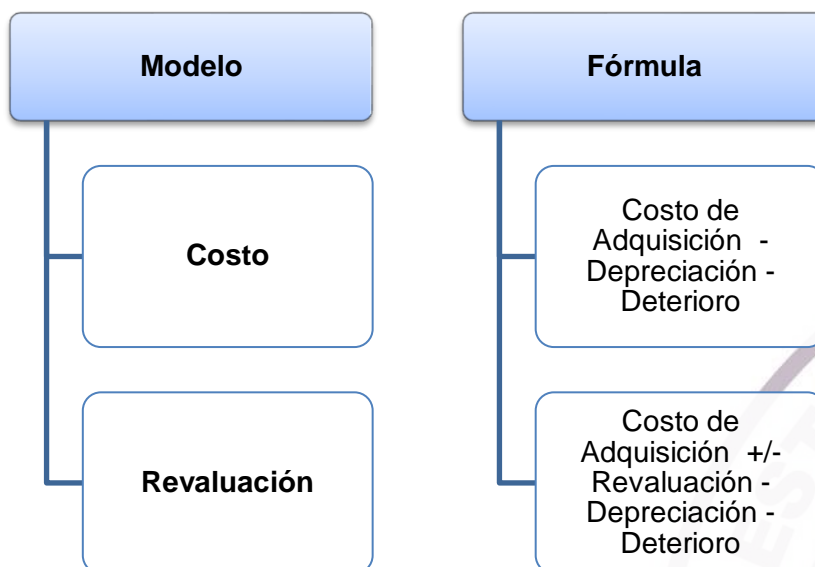 Modelo
Costo
Revaluación
Fórmula
Costo de
Adquisición -
Depreciación -
Deterioro
Costo de
Adquisición +/-
Revaluación -
Depreciación -
Deterioro